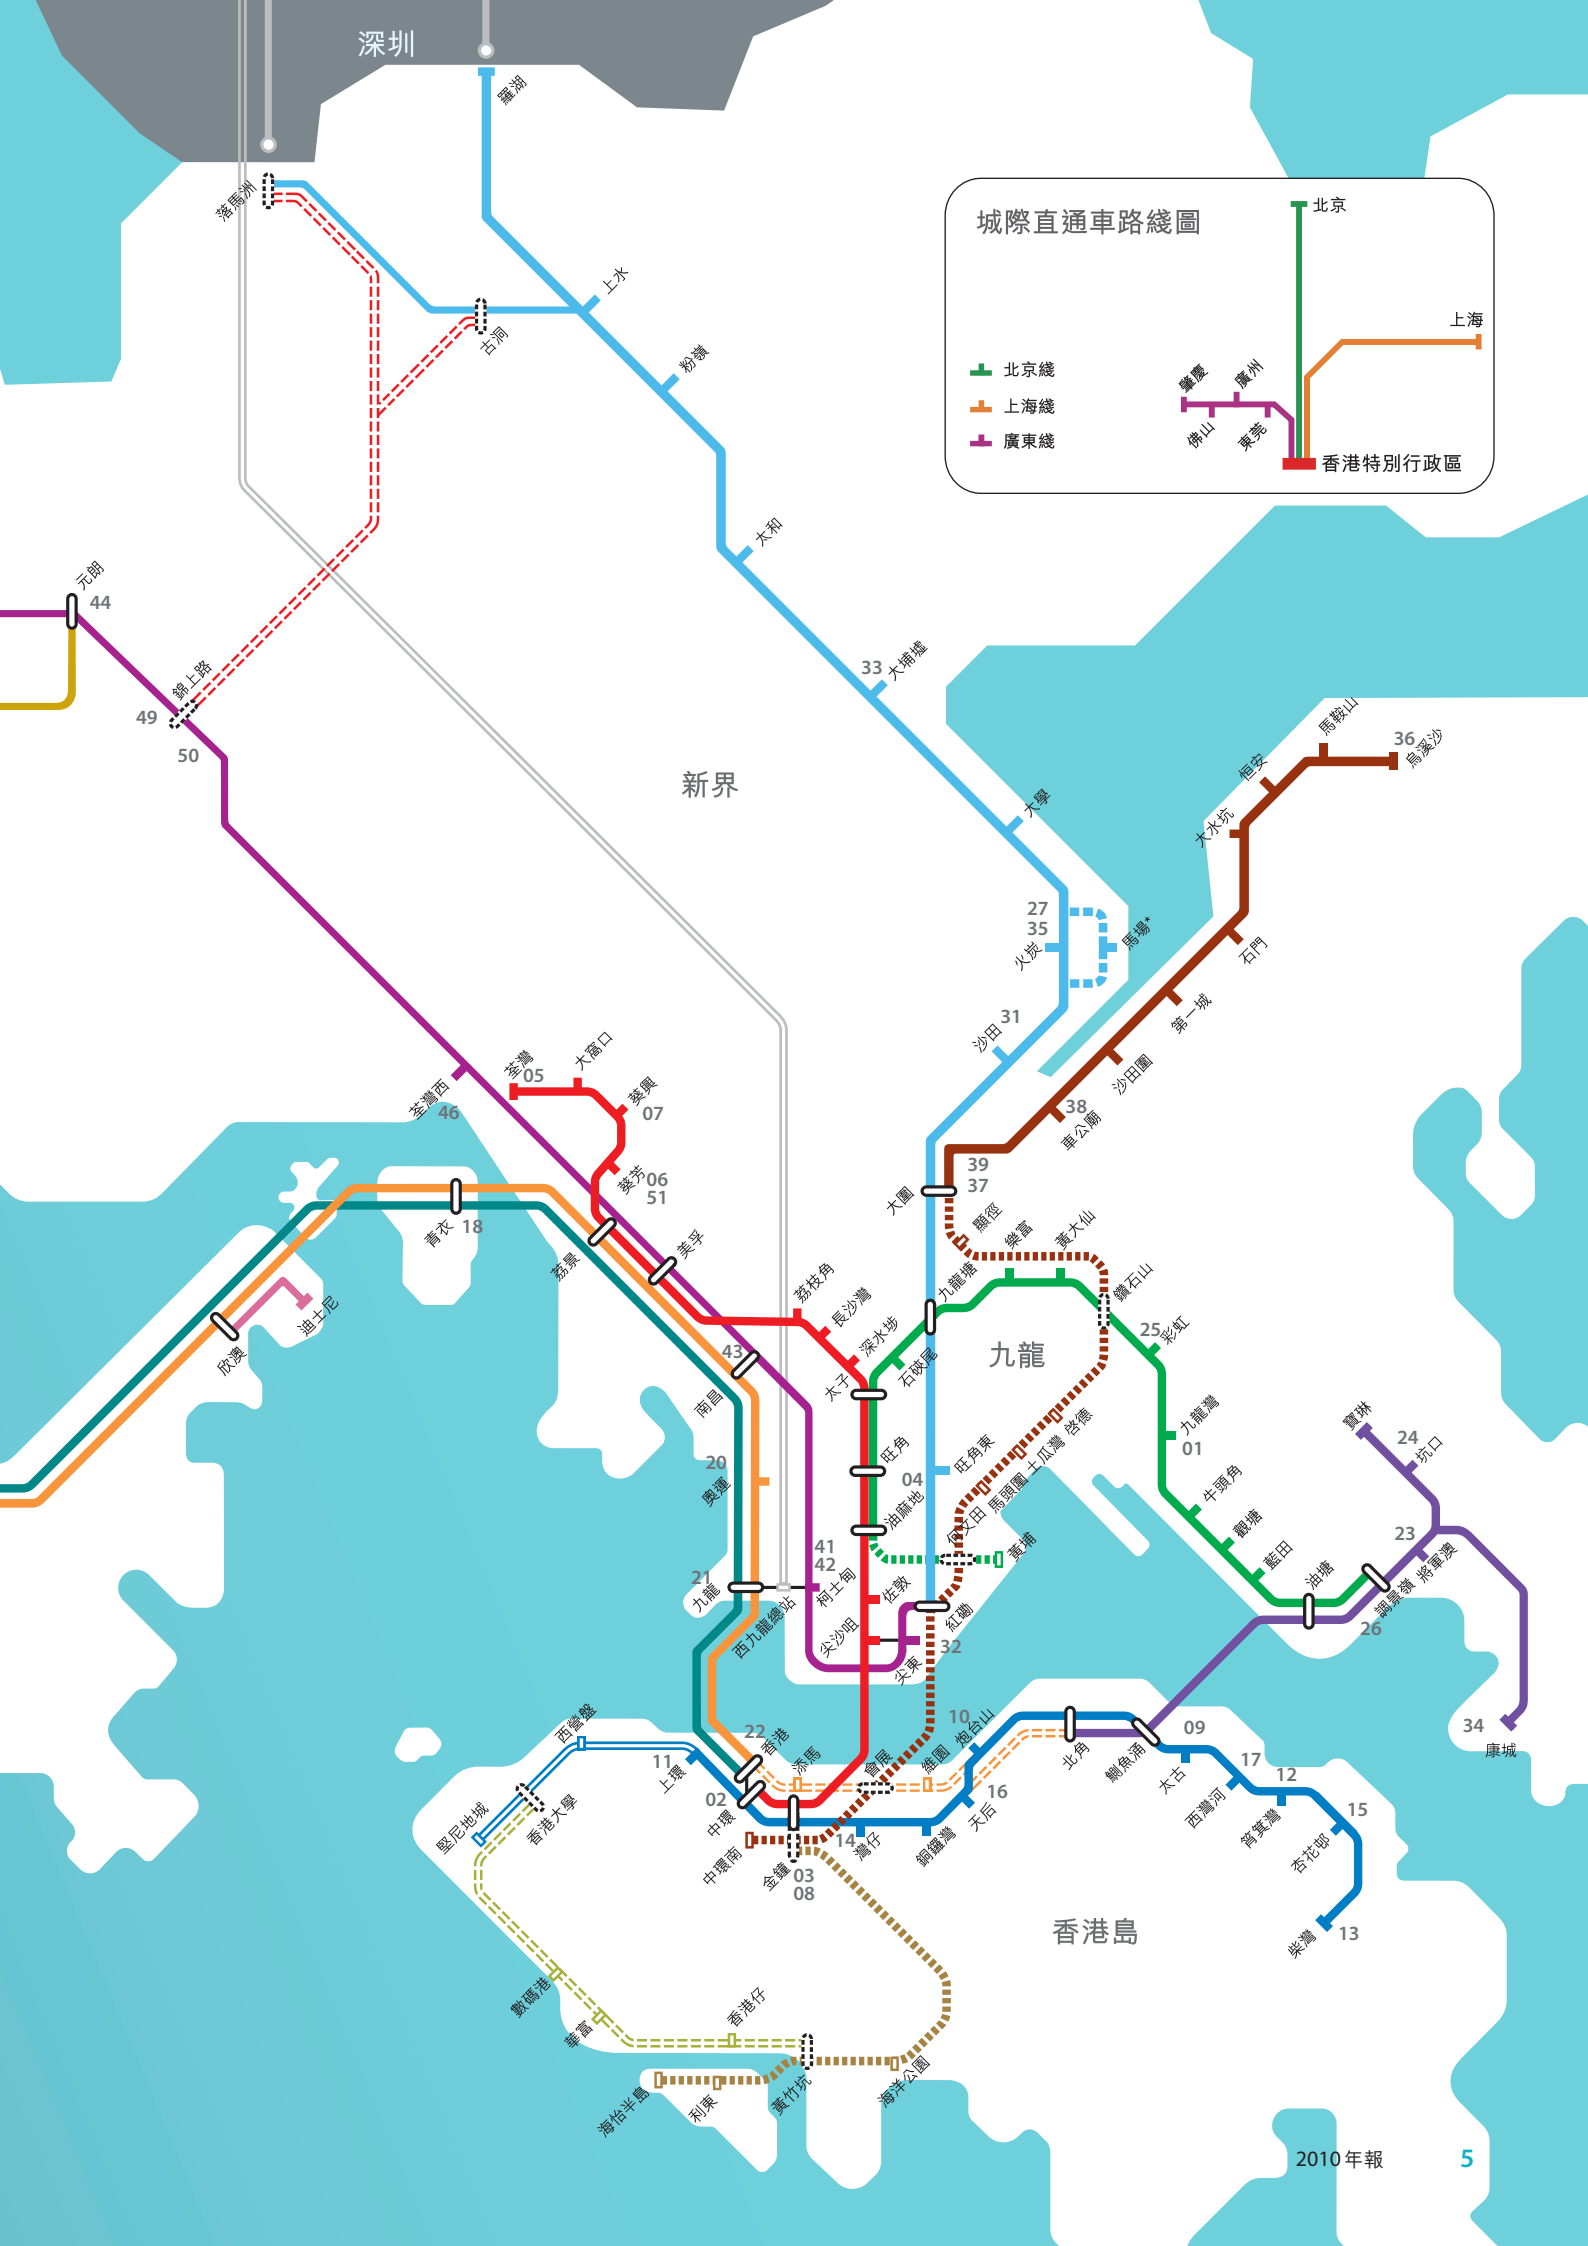 深圳
羅湖
落馬洲
上水
古洞
粉嶺
城際直通車路綫圖
北京
上海
北京綫
上海綫
廣東綫
肇慶
廣州
佛山
東莞
香港特別行政區
太和
元朗
44
錦上路
49
50
33
大埔墟
新界
馬鞍山
36
烏溪沙
恒安
大水坑
大學
27
35
火炭
馬場*
石門
第一城
31
沙田
沙田圍
38
車公廟
荃灣
05
大窩口
葵興
07
荃灣西
46
葵芳
06
51
39
37
大圍
顯徑
樂富
黃大仙
青衣
18
荔景
美孚
荔枝角
長沙灣
深水埗
九龍塘
鑽石山
迪士尼
欣澳
九龍
25
彩虹
43
太子
石硤尾
南昌
旺角
旺角東
啓德
九龍灣
01
寶琳
24
坑口
20
奧運
04
油麻地
土瓜灣
馬頭圍
何文田
牛頭角
觀塘
藍田
黃埔
23
將軍澳
41
42
柯士甸
21
九龍
佐敦
油塘
調景嶺
26
西九龍總站
尖沙咀
尖東
紅磡
32
34
康城
西營盤
11
上環
22
香港
添馬
會展
維園
10
炮台山
北角
鰂魚涌
09
太古
17
西灣河
12
筲箕灣
15
杏花邨
堅尼地城
香港大學
02
中環
中環南
金鐘
03
08
14
灣仔
銅鑼灣
16
天后
柴灣
13
香港島
數碼港
華富
香港仔
海怡半島
利東
黃竹坑
海洋公園
2010 年報
5